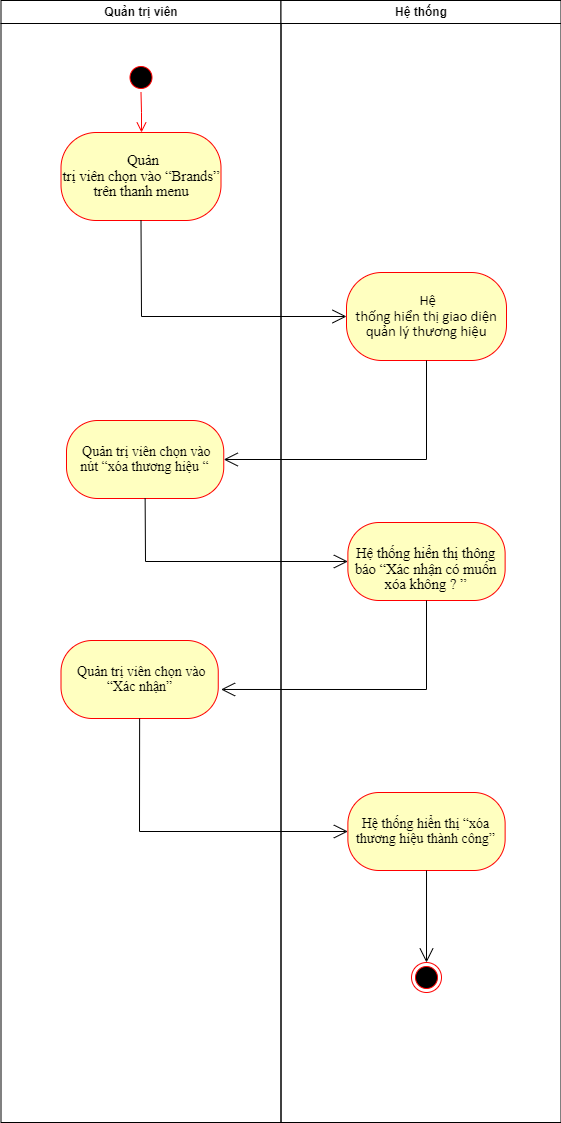 Quản trị viên
Hệ thống
Quản
trị viên chọn vào “Brands”
trên thanh menu
Hệ
thống hiển thị giao diện
quản lý thương hiệu
Quản trị viên chọn vào
nút “xóa thương hiệu “
Hệ thống hiển thị thông
báo “Xác nhận có muốn
xóa không ? ”
Quản trị viên chọn vào
“Xác nhận”
Hệ thống hiển thị “xóa
thương hiệu thành công”